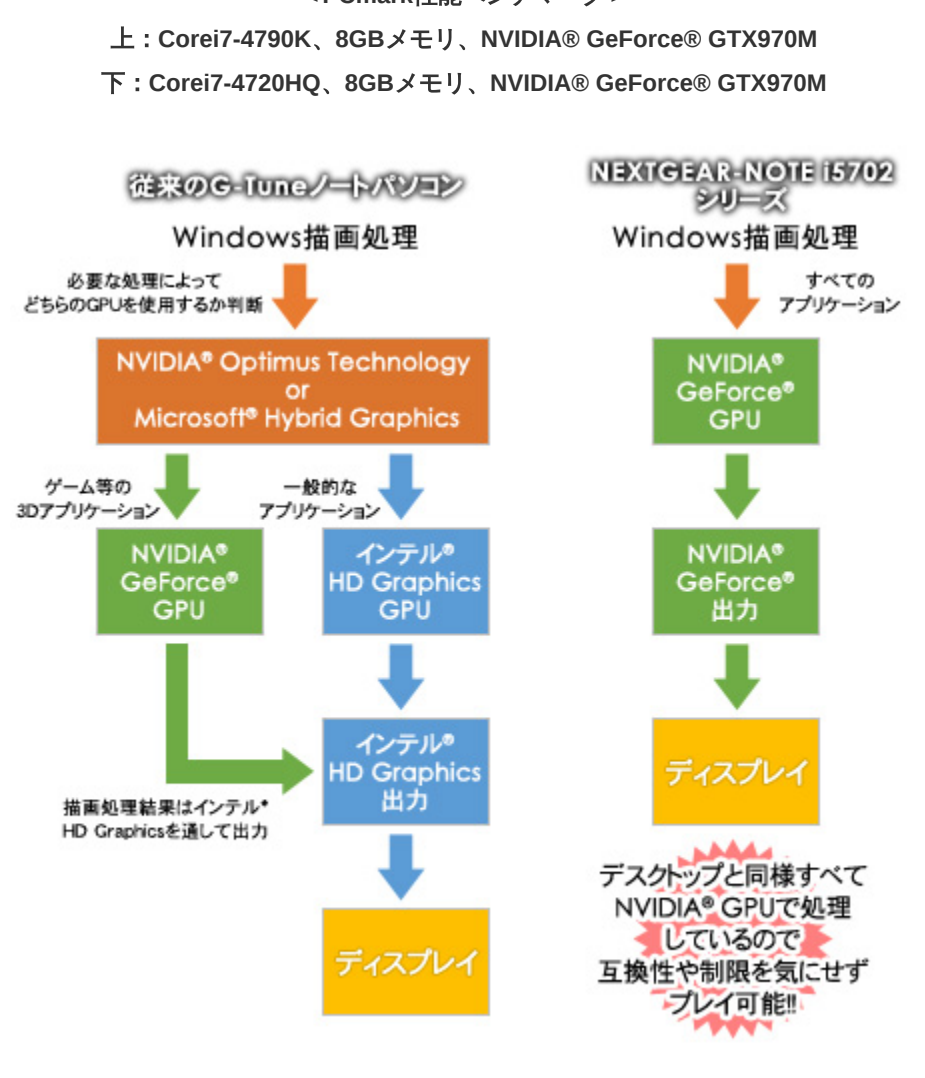 上：Corei7-4790K、8GBメモリ、NVIDIA® GeForce® GTX970M
下：Corei7-4720HQ、8GBメモリ、NVIDIA® GeForce® GTX970M
従来のG-Tuneノートパソコン
Windows描画処理
必要な処理によって
どちらのGPUを使用するか判断
NVIDIA® Optimus Technology
or
Microsoft® Hybrid Graphics
ゲーム等の
3Dアプリケーション
一般的な
アプリケーション
NVIDIA®
GeForce®
GPU
インテル®
HD Graphics
GPU
インテル®
HD Graphics
出力
描画処理結果はインテル®
HD Graphicsを通して出力
ディスプレイ
NEXTGEAR-NOTE i5702
シリーズ
Windows描画処理
すべての
アプリケーション
NVIDIA®
GeForce®
GPU
NVIDIA®
GeForce®
出力
ディスプレイ
デスクトップと同様すべて
NVIDIA® GPUで処理
しているので
互換性や制限を気にせず
プレイ可能!!